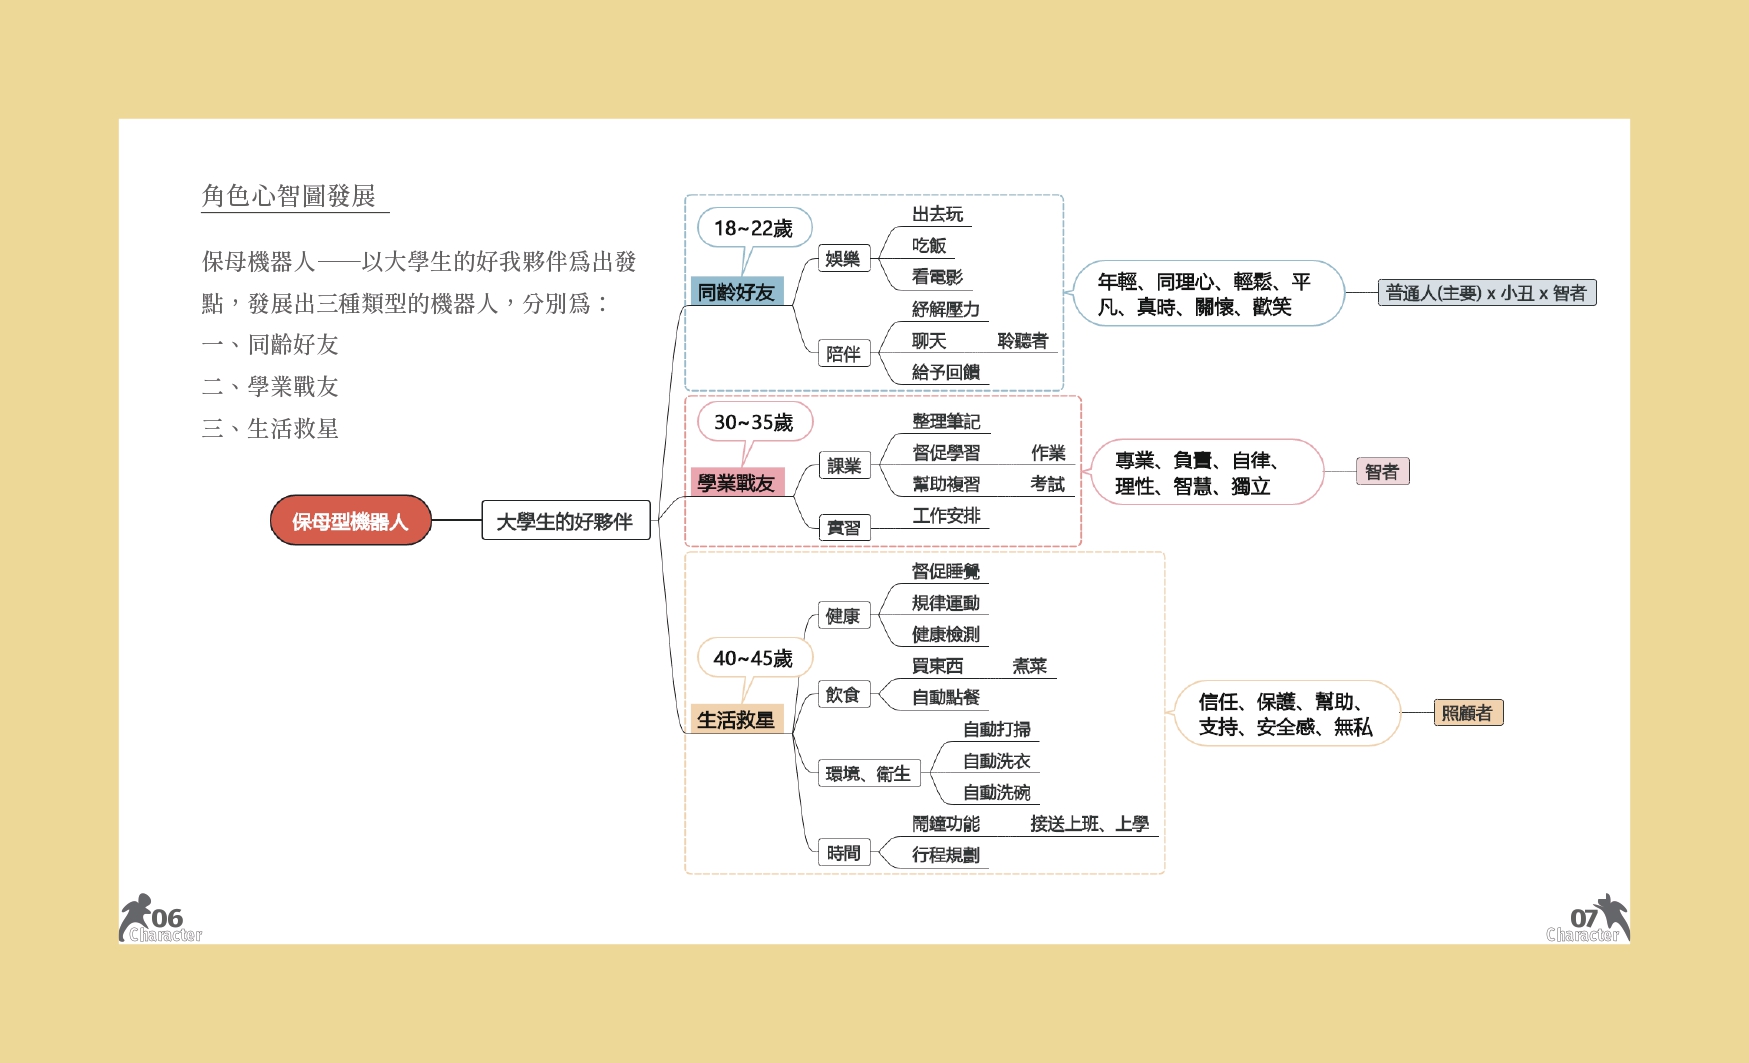 角色心智圖發展
保母機器人——以大學生的好我夥伴爲出發
點，發展出三種類型的機器人，分別爲：
一、同齡好友
二、學業戰友
三、生活救星
保母型機器人
大學生的好夥伴
18~22歲
同齡好友
娛樂
出去玩
吃飯
看電影
陪伴
紓解壓力
聊天 聆聽者
給予回饋
年輕、同理心、輕鬆、平
凡、真時、關懷、歡笑
普通人(主要) x 小丑 x 智者
30~35歲
學業戰友
課業
整理筆記
督促學習 作業
幫助複習 考試
實習
工作安排
專業、負責、自律、
理性、智慧、獨立
智者
40~45歲
生活救星
健康
督促睡覺
規律運動
健康檢測
飲食
買東西 煮菜
自動點餐
環境、衛生
自動打掃
自動洗衣
自動洗碗
時間
鬧鐘功能 接送上班、上學
行程規劃
信任、保護、幫助、
支持、安全感、無私
照顧者
06
Character
07
Character